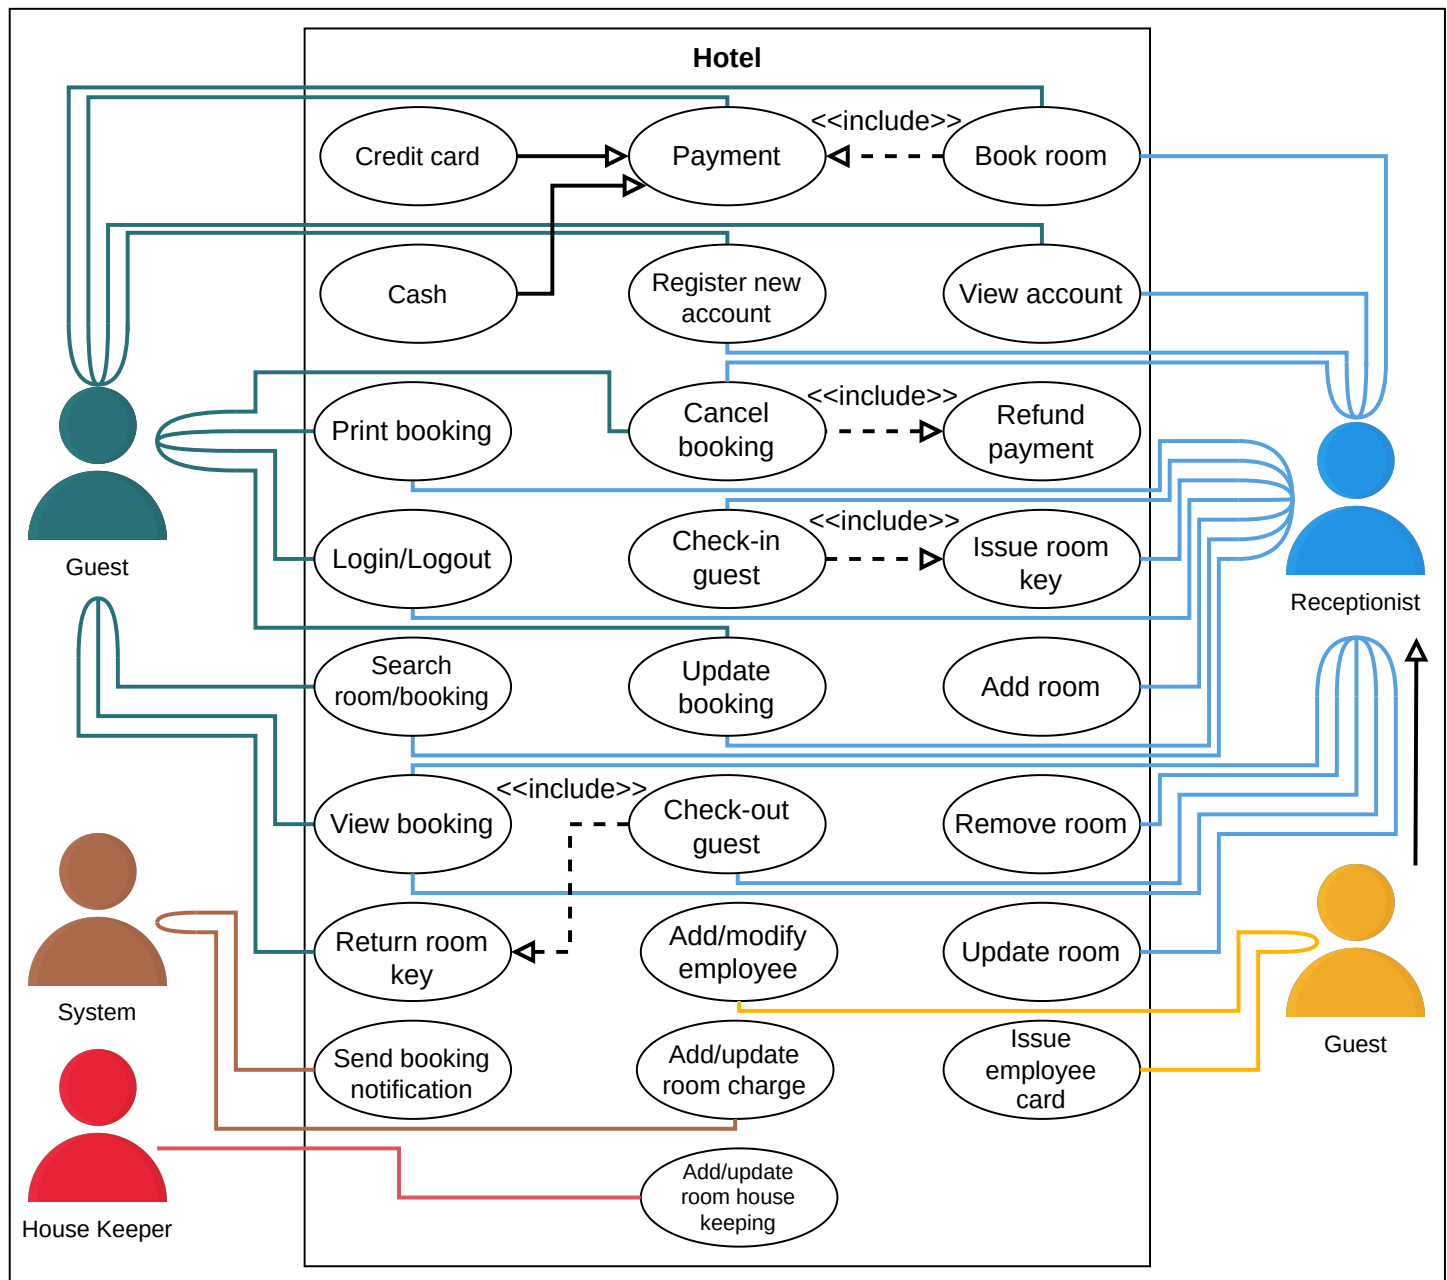 Hotel
<<include>>
Credit card
Payment
Book room
Cash
Register new
account
View account
Print booking
Cancel
booking
<<include>>
Refund
payment
Guest
Login/Logout
Check-in
guest
<<include>>
Issue room
key
Receptionist
Search
room/booking
Update
booking
Add room
<<include>>
View booking
Check-out
guest
Remove room
Return room
key
Add/modify
employee
Update room
System
Guest
Send booking
notification
Add/update
room charge
Issue
employee
card
House Keeper
Add/update
room house
keeping